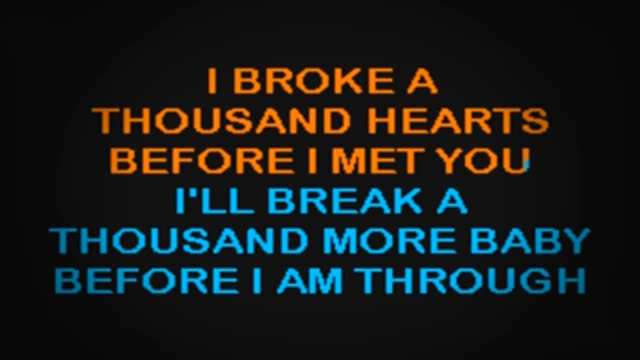 I BROKE A
THOUSAND HEARTS
BEFORE I MET YOU
I'LL BREAK A
THOUSAND MORE BABY
BEFORE I AM THROUGH